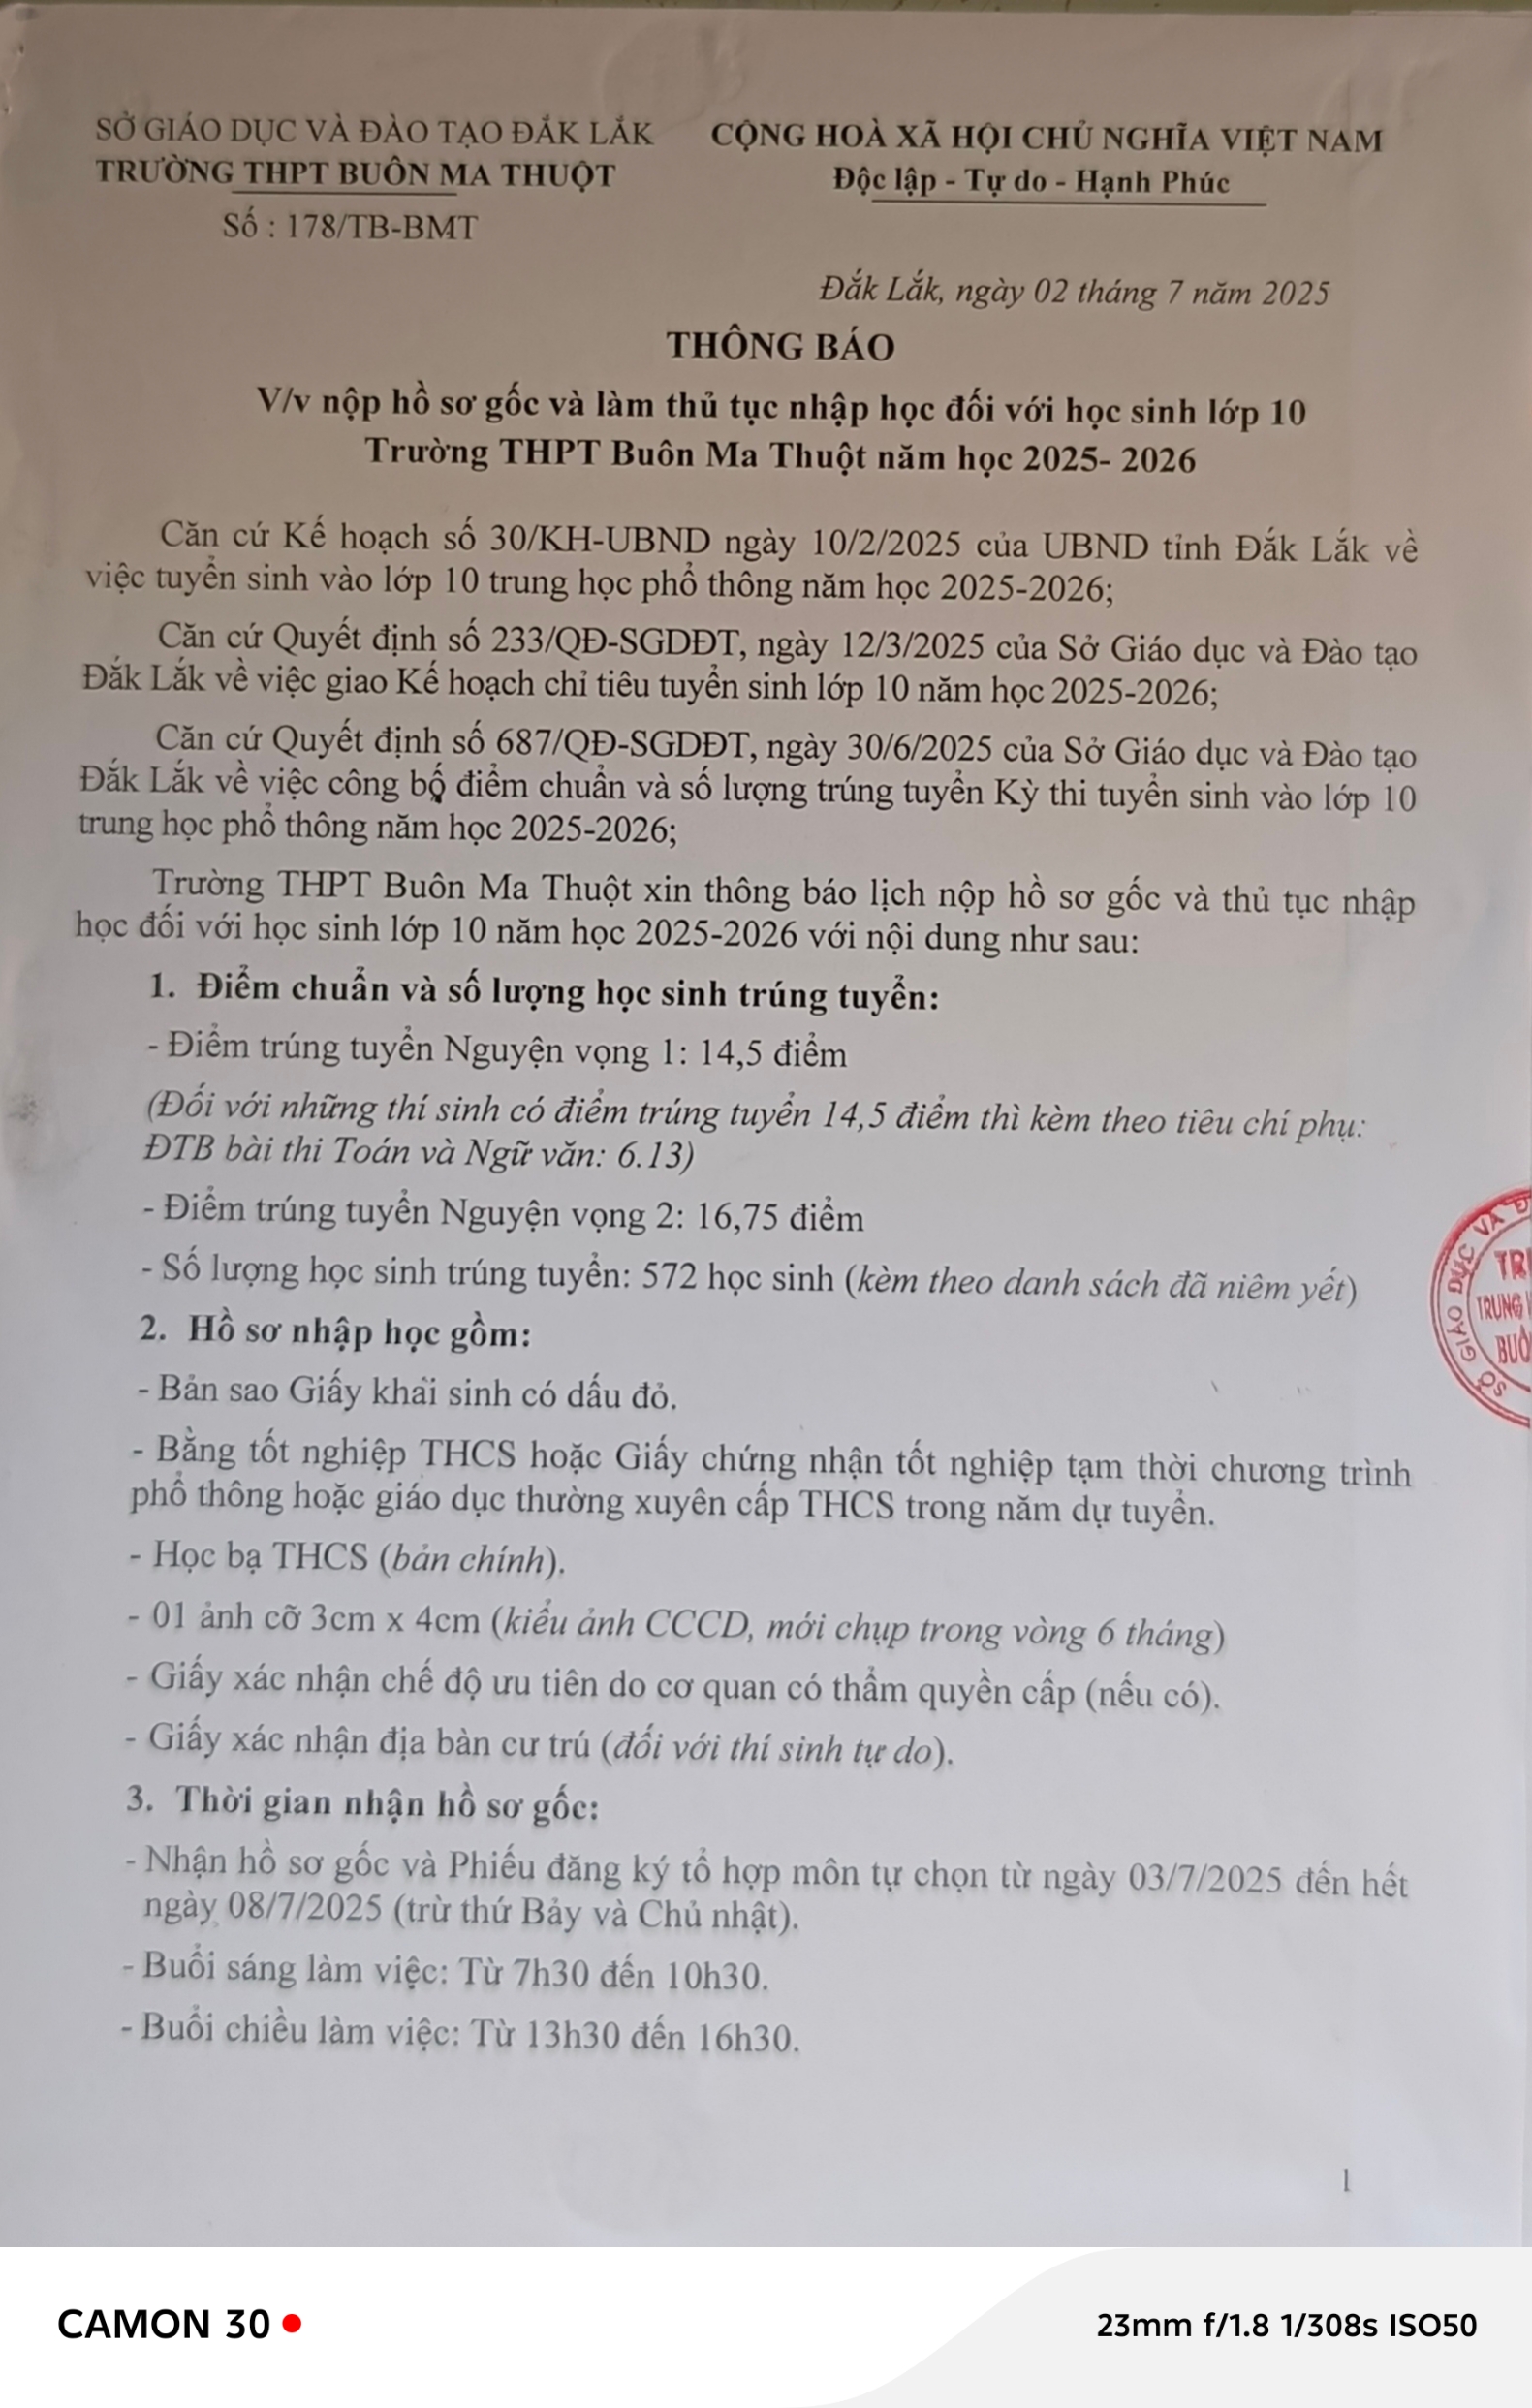 SỞ GIÁO DỤC VÀ ĐÀO TẠO ĐẮK LẮK
TRƯỜNG THPT BUÔN MA THUỘT
Số : 178/TB-BMT
CỘNG HOÀ XÃ HỘI CHỦ NGHĨA VIỆT NAM
Độc lập - Tự do - Hạnh Phúc
Đắk Lắk, ngày 02 tháng 7 năm 2025
THÔNG BÁO
V/v nộp hồ sơ gốc và làm thủ tục nhập học đối với học sinh lớp 10
Trường THPT Buôn Ma Thuột năm học 2025- 2026
Căn cứ Kế hoạch số 30/KH-UBND ngày 10/2/2025 của UBND tỉnh Đắk Lắk về
việc tuyển sinh vào lớp 10 trung học phổ thông năm học 2025-2026;
Căn cứ Quyết định số 233/QĐ-SGDĐT, ngày 12/3/2025 của Sở Giáo dục và Đào tạo
Đắk Lắk về việc giao Kế hoạch chỉ tiêu tuyển sinh lớp 10 năm học 2025-2026;
Căn cứ Quyết định số 687/QĐ-SGDĐT, ngày 30/6/2025 của Sở Giáo dục và Đào tạo
Đắk Lắk về việc công bộ điểm chuẩn và số lượng trúng tuyển Kỳ thi tuyển sinh vào lớp 10
trung học phổ thông năm học 2025-2026;
Trường THPT Buôn Ma Thuột xin thông báo lịch nộp hồ sơ gốc và thủ tục nhập
học đối với học sinh lớp 10 năm học 2025-2026 với nội dung như sau:
1. Điểm chuẩn và số lượng học sinh trúng tuyển:
- Điểm trúng tuyển Nguyện vọng 1: 14,5 điểm
(Đối với những thí sinh có điểm trúng tuyển 14,5 điểm thì kèm theo tiêu chí phụ:
ĐTB bài thi Toán và Ngữ văn: 6.13)
- Điểm trúng tuyển Nguyện vọng 2: 16,75 điểm
- Số lượng học sinh trúng tuyển: 572 học sinh (kèm theo danh sách đã niêm yết)
2. Hồ sơ nhập học gồm:
- Bản sao Giấy khai sinh có dấu đỏ.
- Bằng tốt nghiệp THCS hoặc Giấy chứng nhận tốt nghiệp tạm thời chương trình
phổ thông hoặc giáo dục thường xuyên cấp THCS trong năm dự tuyển.
- Học bạ THCS (bản chính).
- 01 ảnh cỡ 3cm x 4cm (kiểu ảnh CCCD, mới chụp trong vòng 6 tháng)
- Giấy xác nhận chế độ ưu tiên do cơ quan có thẩm quyền cấp (nếu có).
- Giấy xác nhận địa bàn cư trú (đối với thí sinh tự do).
3. Thời gian nhận hồ sơ gốc:
- Nhận hồ sơ gốc và Phiếu đăng ký tổ hợp môn tự chọn từ ngày 03/7/2025 đến hết
ngày 08/7/2025 (trừ thứ Bảy và Chủ nhật).
- Buổi sáng làm việc: Từ 7h30 đến 10h30.
- Buổi chiều làm việc: Từ 13h30 đến 16h30.
SỞ GIÁO DỤC VÀ
TRUNG
1
CAMON 30
23mm f/1.8 1/308s ISO50